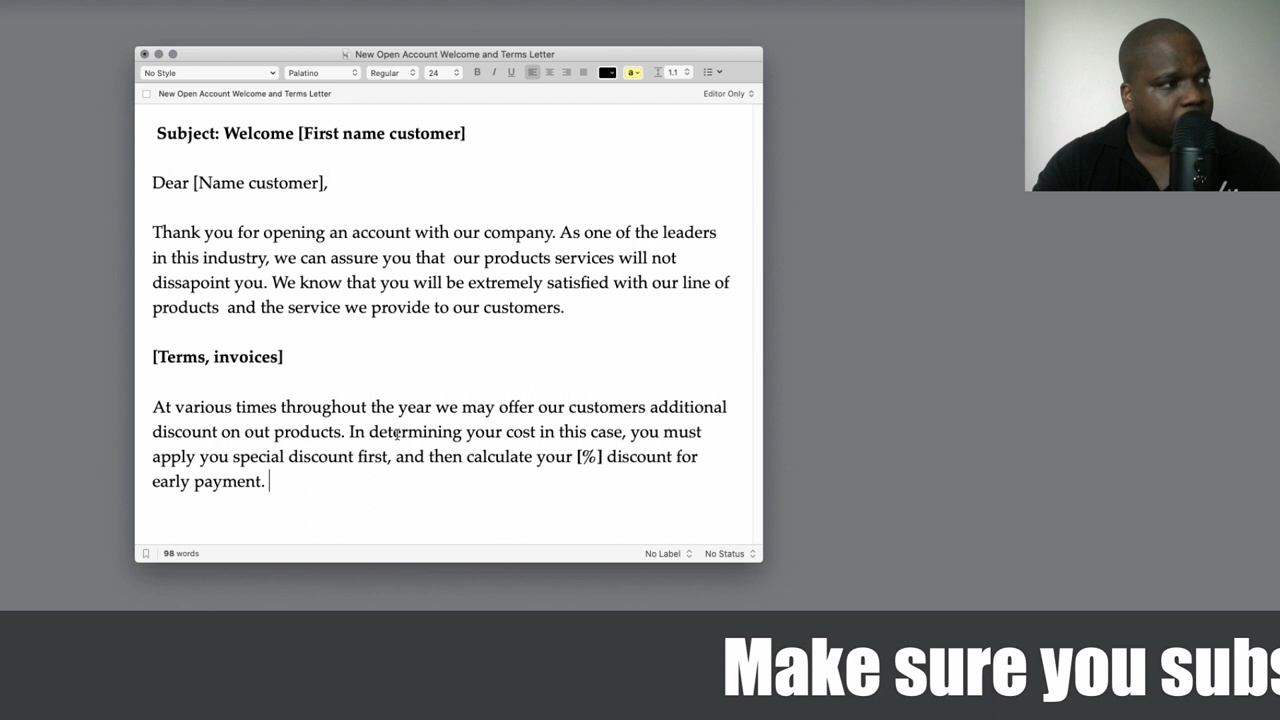 New Open Account Welcome and Terms Letter
No Style Palatino Regular 24 B I U a 1.1
New Open Account Welcome and Terms Letter Editor Only
Subject: Welcome [First name customer]
Dear [Name customer],
Thank you for opening an account with our company. As one of the leaders
in this industry, we can assure you that our products services will not
dissapoint you. We know that you will be extremely satisfied with our line of
products and the service we provide to our customers.
[Terms, invoices]
At various times throughout the year we may offer our customers additional
discount on out products. In determining your cost in this case, you must
apply you special discount first, and then calculate your [%] discount for
early payment.
98 words No Label No Status
Make sure you subs